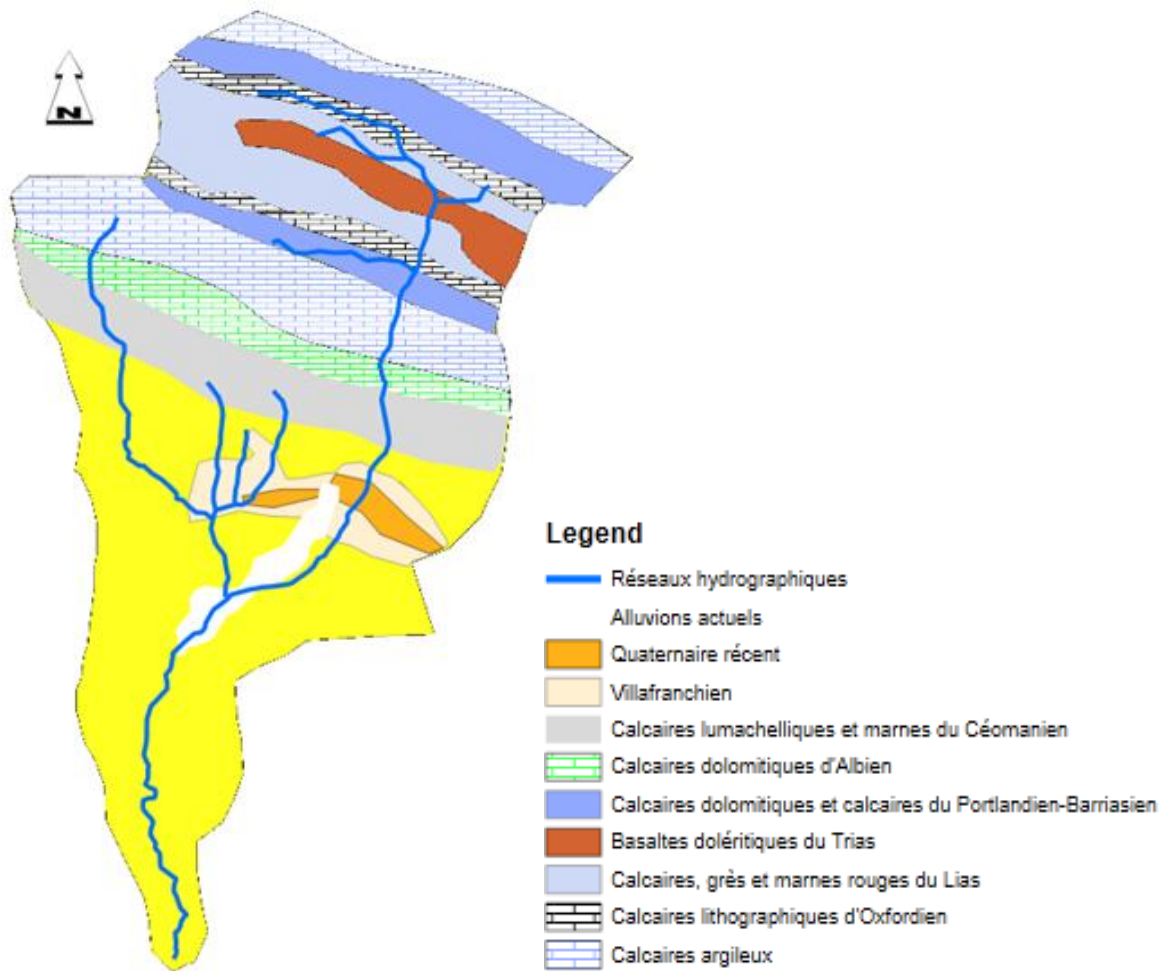 N
Legend
Réseaux hydrographiques
Alluvions actuels
Quaternaire récent
Villafranchien
Calcaires lumachelliques et marnes du Céomanien
Calcaires dolomitiques d'Albien
Calcaires dolomitiques et calcaires du Portlandien-Barriasien
Basaltes doléritiques du Trias
Calcaires, grès et marnes rouges du Lias
Calcaires lithographiques d'Oxfordien
Calcaires argileux